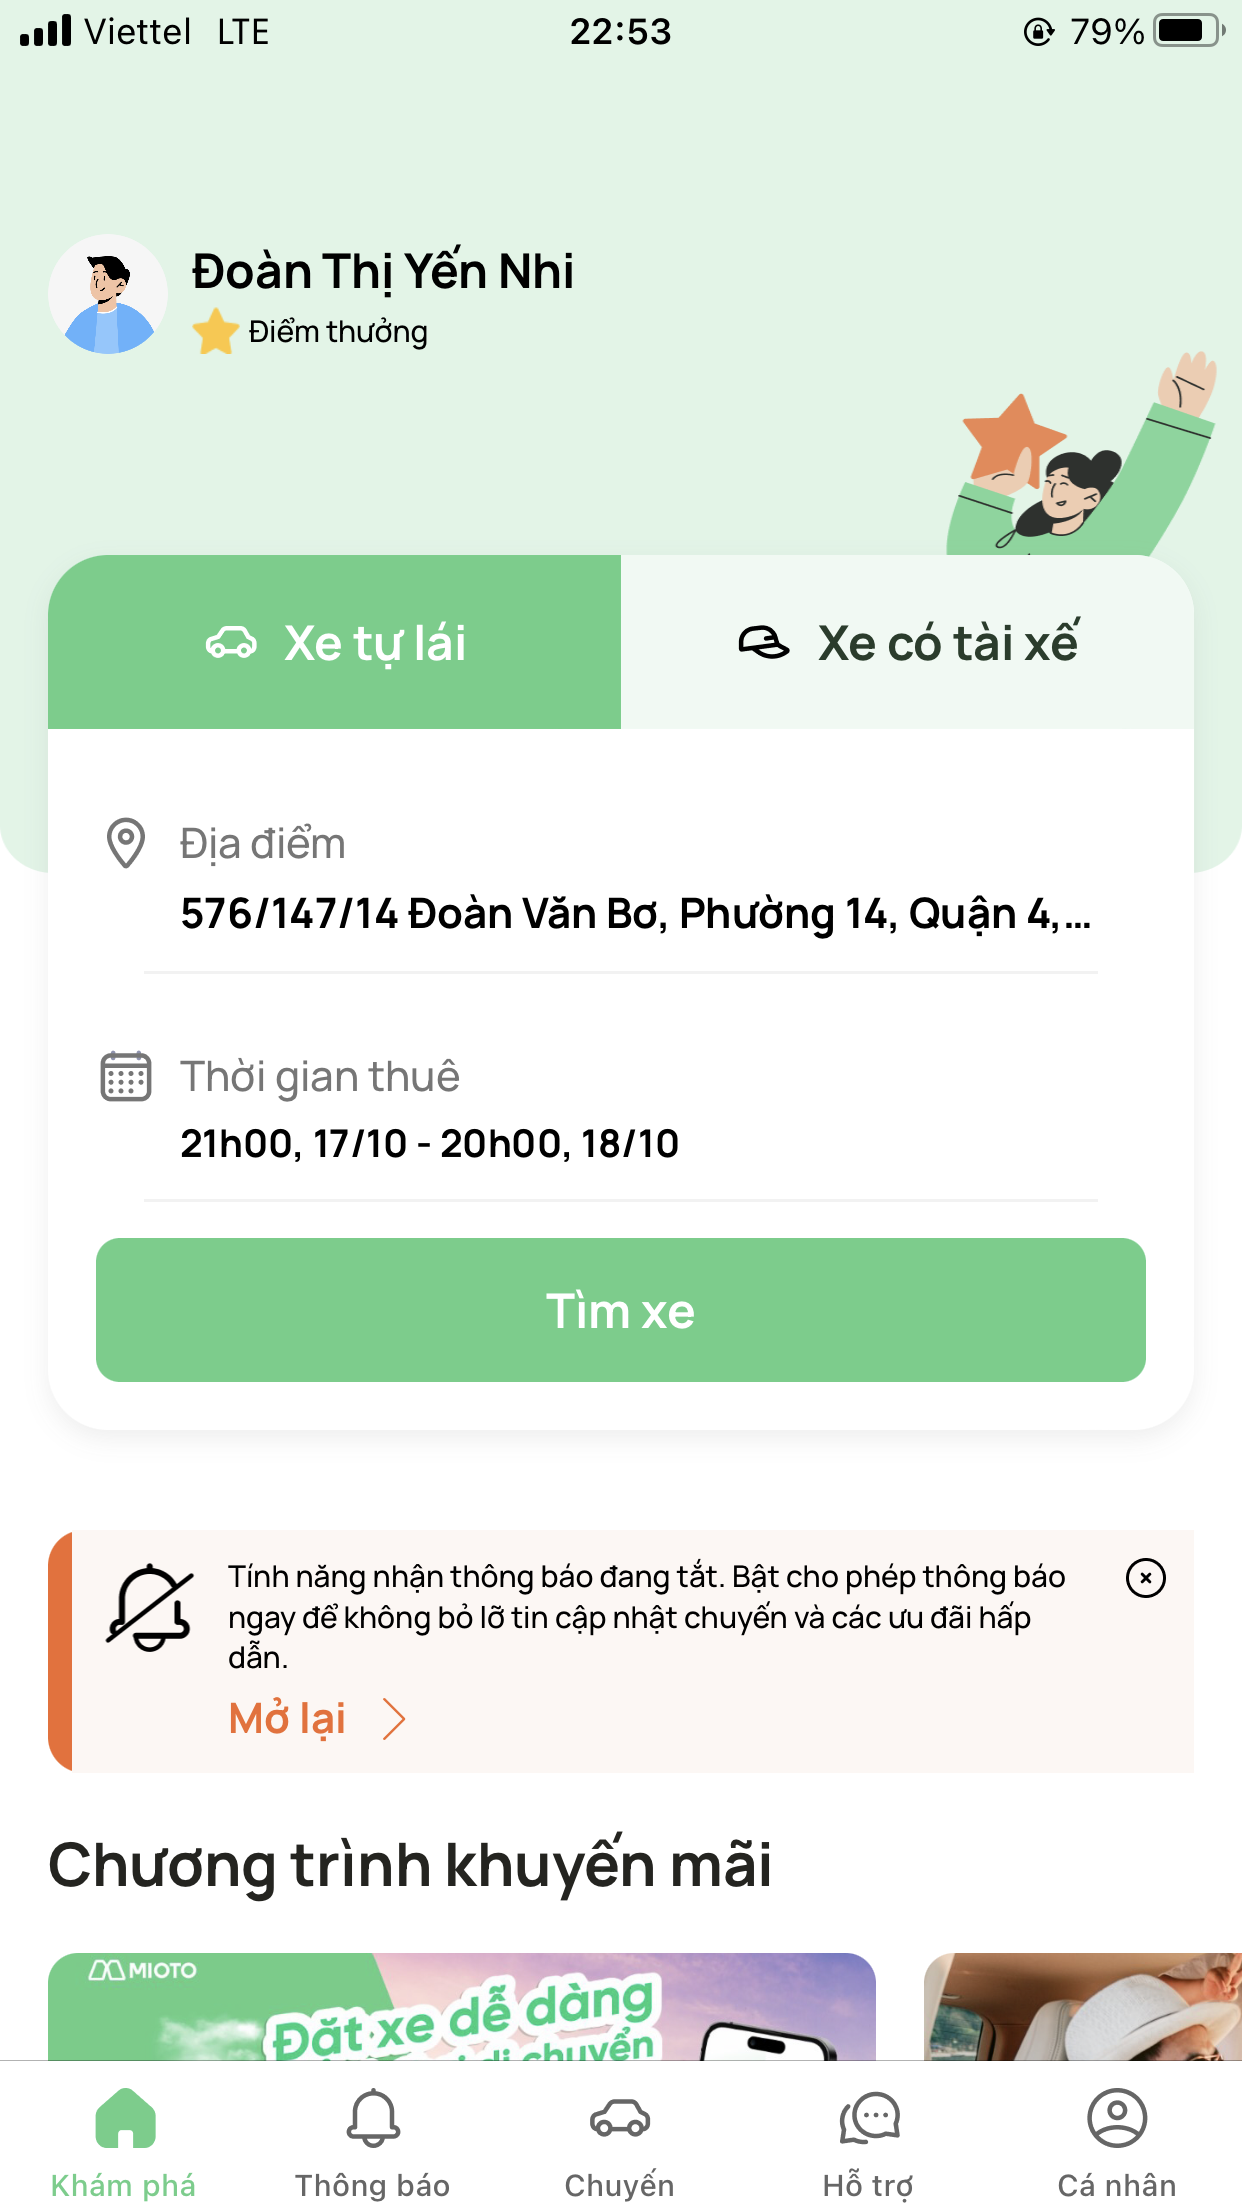 Viettel LTE 22:53 79%
Đoàn Thị Yến Nhi
Điểm thưởng
Xe tự lái Xe có tài xế
Địa điểm
576/147/14 Đoàn Văn Bơ, Phường 14, Quận 4,...
Thời gian thuê
21h00, 17/10 - 20h00, 18/10
Tìm xe
Tính năng nhận thông báo đang tắt. Bật cho phép thông báo
ngay để không bỏ lỡ tin cập nhật chuyến và các ưu đãi hấp
dẫn.
Mở lại
Chương trình khuyến mãi
MIOTO
Đặt xe dễ dàng
di chuyển
Khám phá Thông báo Chuyến Hỗ trợ Cá nhân